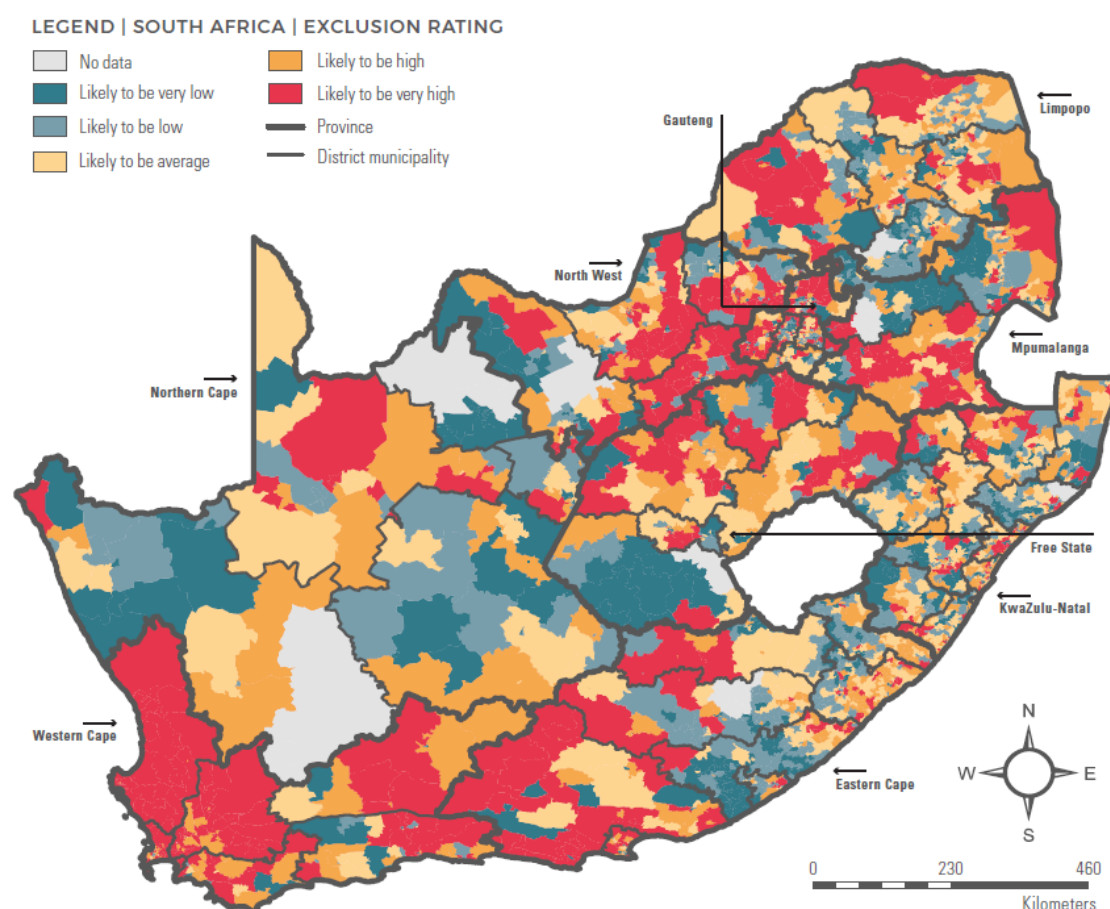 LEGEND | SOUTH AFRICA | EXCLUSION RATING
No data
Likely to be very low
Likely to be low
Likely to be average
Likely to be high
Likely to be very high
Province
District municipality
Gauteng
Limpopo
North West
Mpumalanga
Northern Cape
Free State
KwaZulu-Natal
Western Cape
Eastern Cape
N
W E
S
0 230 460
Kilometers